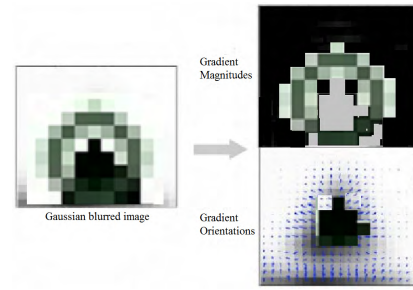 Gradient
Magnitudes
Gaussian blurred image
Gradient
Orientations